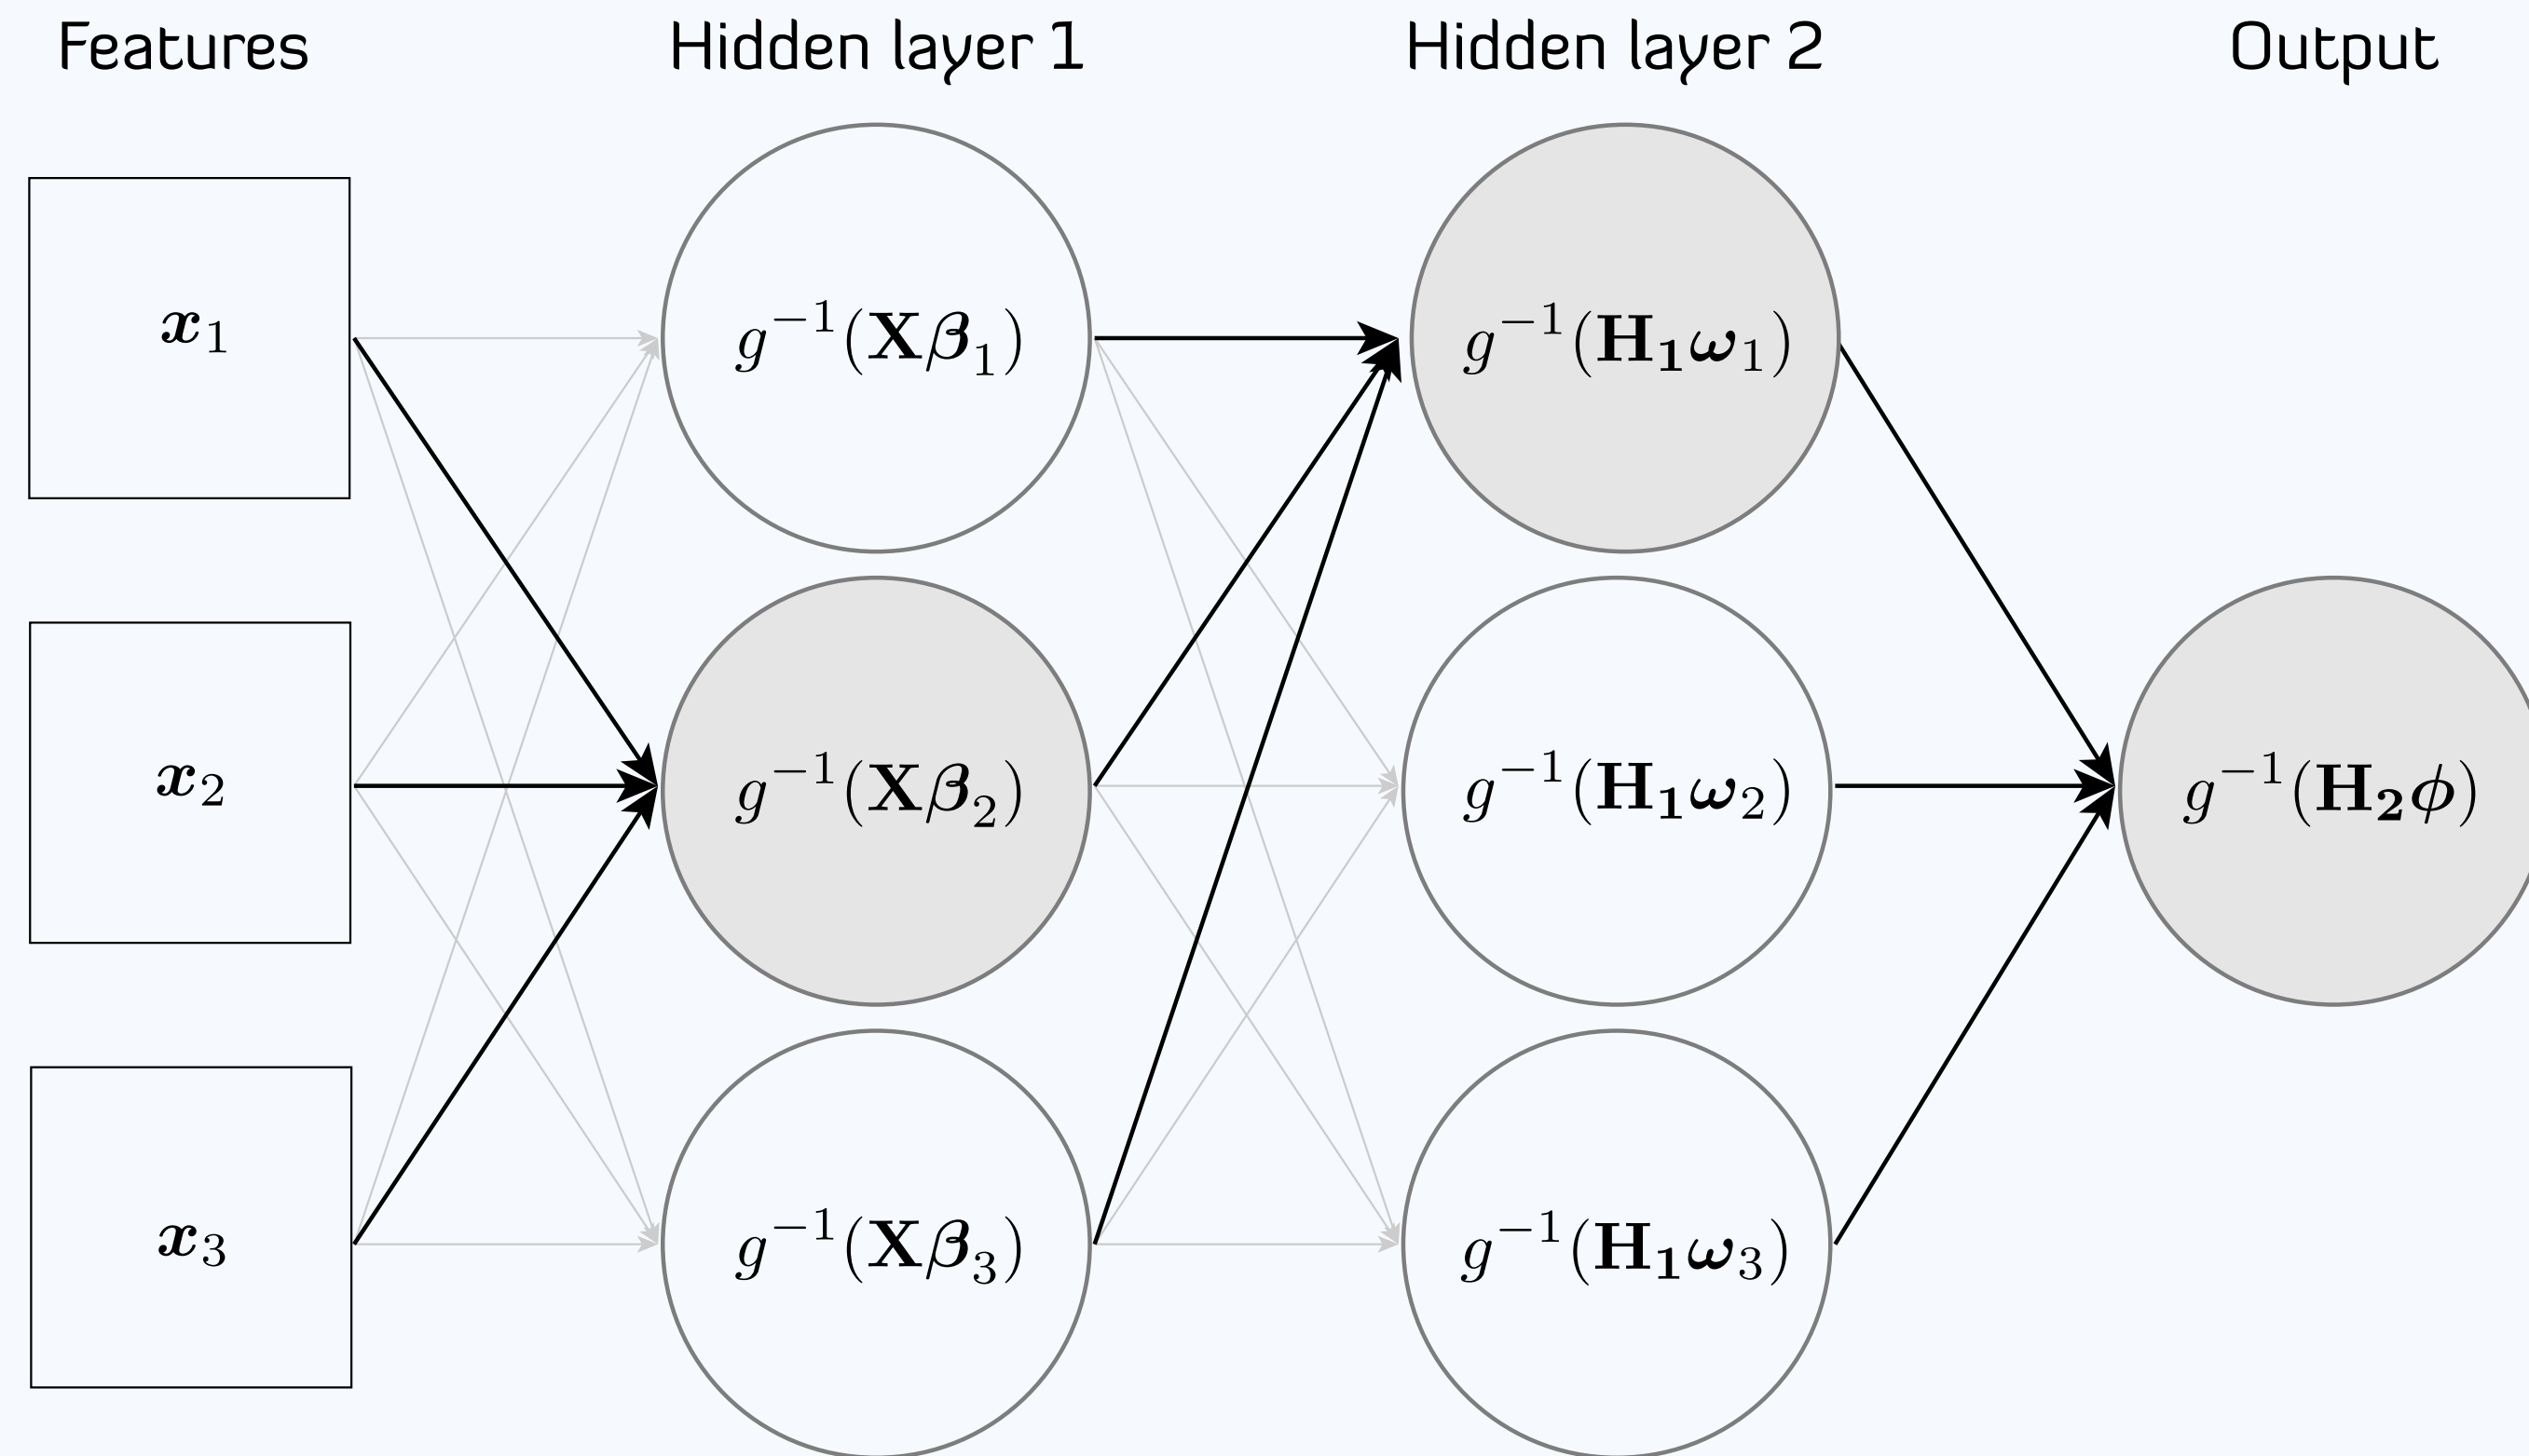 Features
Hidden layer 1
Hidden layer 2
Output
x₁
g⁻¹(Xβ₁)
g⁻¹(H₁ω₁)
x₂
g⁻¹(Xβ₂)
g⁻¹(H₁ω₂)
g⁻¹(H₂ϕ)
x₃
g⁻¹(Xβ₃)
g⁻¹(H₁ω₃)